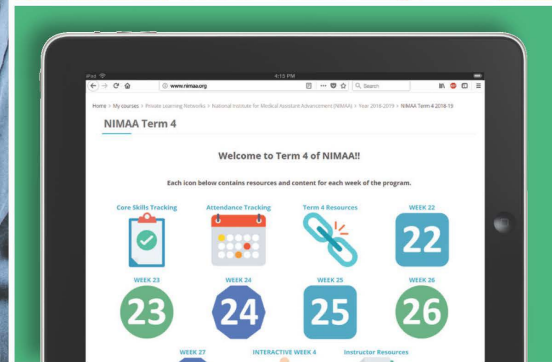 iPad 4:13 PM
www.nimaa.org Search
Home > My courses > Private Learning Networks > National Institute for Medical Assistant Advancement (NIMAA) > Year 2018-2019 > NIMAA Term 4 2018-19
NIMAA Term 4
Welcome to Term 4 of NIMAA!!
Each icon below contains resources and content for each week of the program.
Core Skills Tracking Attendance Tracking Term 4 Resources WEEK 22
22
WEEK 23 WEEK 24 WEEK 25 WEEK 26
23 24 25 26
WEEK 27 INTERACTIVE WEEK 4 Instructor Resources